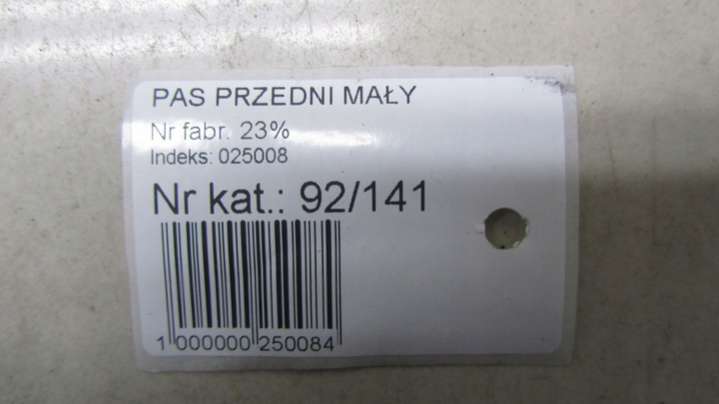 PAS PRZEDNI MAŁY
Nr fabr. 23%
Indeks: 025008
Nr kat.: 92/141
1 000000 250084